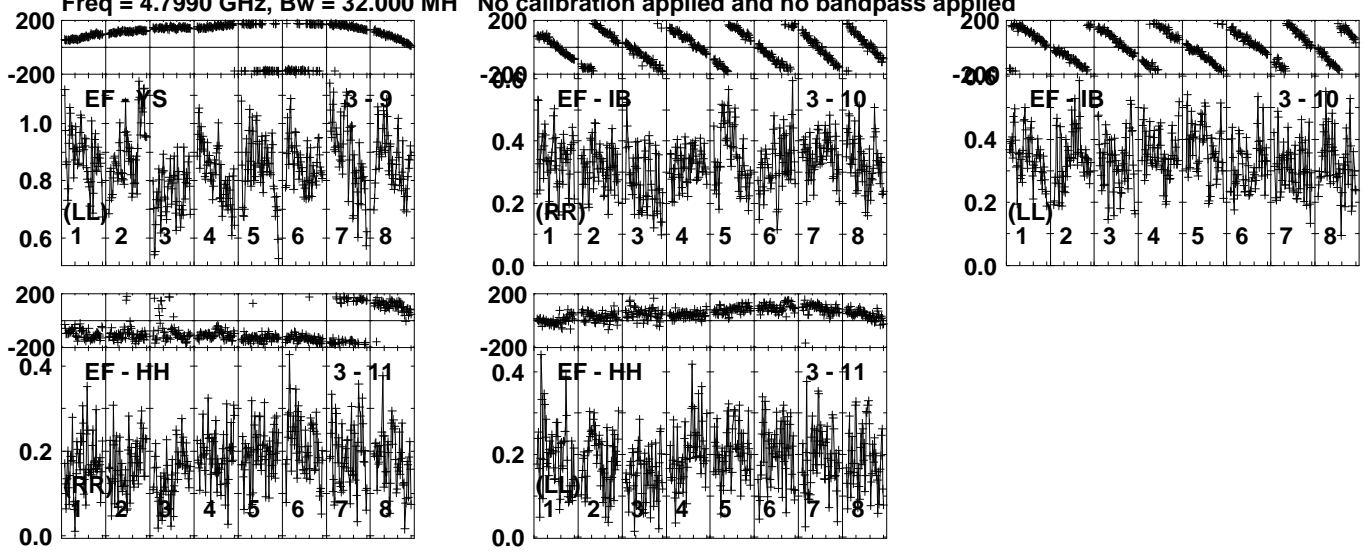 Freq = 4.7990 GHz, Bw = 32.000 MH No calibration applied and no bandpass applied
200
-200
EF - YS 3 - 9
1.0
0.8
0.6
(LL)
1 2 3 4 5 6 7 8
200
-200
0.6
EF - IB 3 - 10
0.4
0.2
0.0
(RR)
1 2 3 4 5 6 7 8
200
-200
0.6
EF - IB 3 - 10
0.4
0.2
0.0
(LL)
1 2 3 4 5 6 7 8
200
-200
EF - HH 3 - 11
0.4
0.2
0.0
(RR)
1 2 3 4 5 6 7 8
200
-200
EF - HH 3 - 11
0.4
0.2
0.0
(LL)
1 2 3 4 5 6 7 8